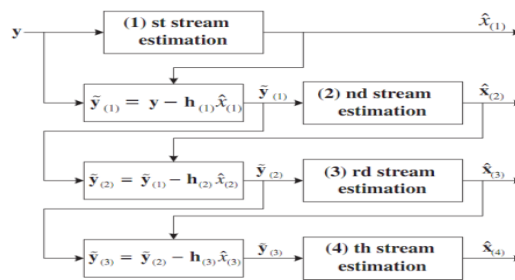 y
(1) st stream estimation
x̂(1)
ỹ(1) = y − h(1)x̂(1)
ỹ(1)
(2) nd stream estimation
x̂(2)
ỹ(2) = ỹ(1) − h(2)x̂(2)
ỹ(2)
(3) rd stream estimation
x̂(3)
ỹ(3) = ỹ(2) − h(3)x̂(3)
ỹ(3)
(4) th stream estimation
x̂(4)